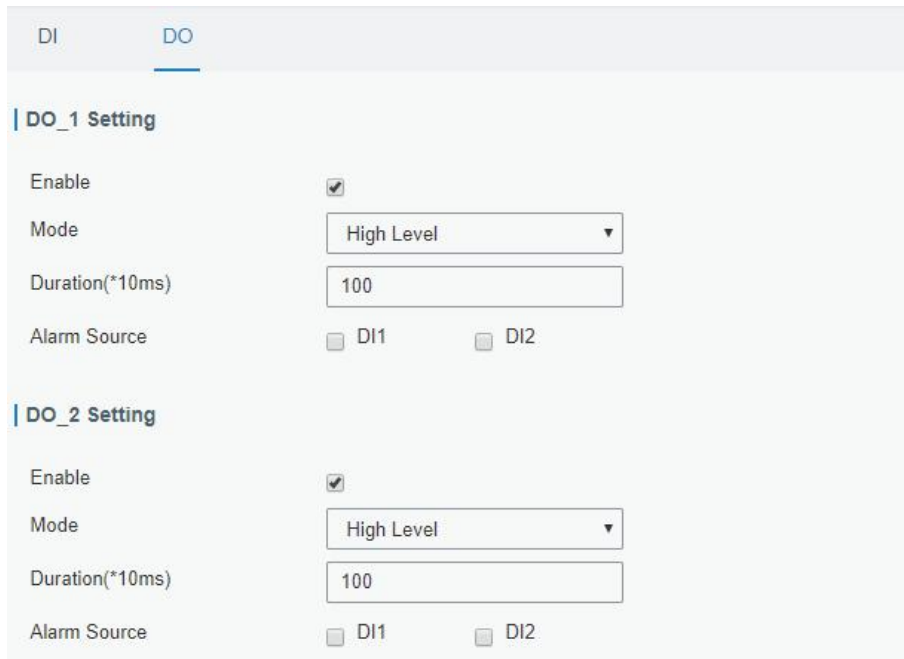 DI DO
DO_1 Setting
Enable
Mode High Level
Duration(*10ms) 100
Alarm Source DI1 DI2
DO_2 Setting
Enable
Mode High Level
Duration(*10ms) 100
Alarm Source DI1 DI2